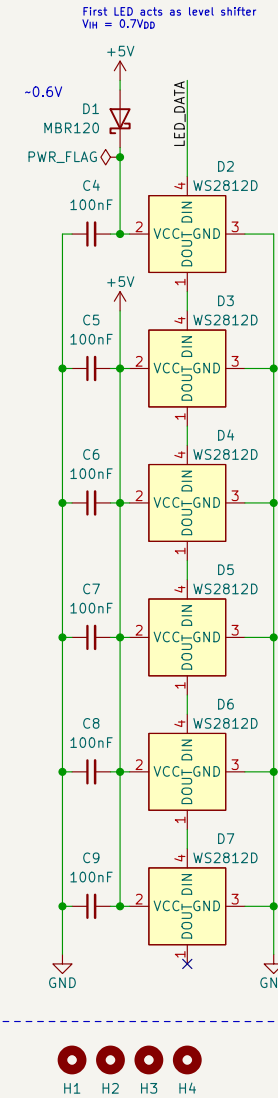 First LED acts as level shifter
VIH = 0.7VDD
+5V
~0.6V
D1
MBR120
LED_DATA
PWR_FLAG
C4
100nF
D2
WS2812D
4
2 VCC DIN GND 3
DOUT
1
+5V
C5
100nF
D3
WS2812D
4
2 VCC DIN GND 3
DOUT
1
C6
100nF
D4
WS2812D
4
2 VCC DIN GND 3
DOUT
1
C7
100nF
D5
WS2812D
4
2 VCC DIN GND 3
DOUT
1
C8
100nF
D6
WS2812D
4
2 VCC DIN GND 3
DOUT
1
C9
100nF
D7
WS2812D
4
2 VCC DIN GND 3
DOUT
1
GND GN
H1 H2 H3 H4